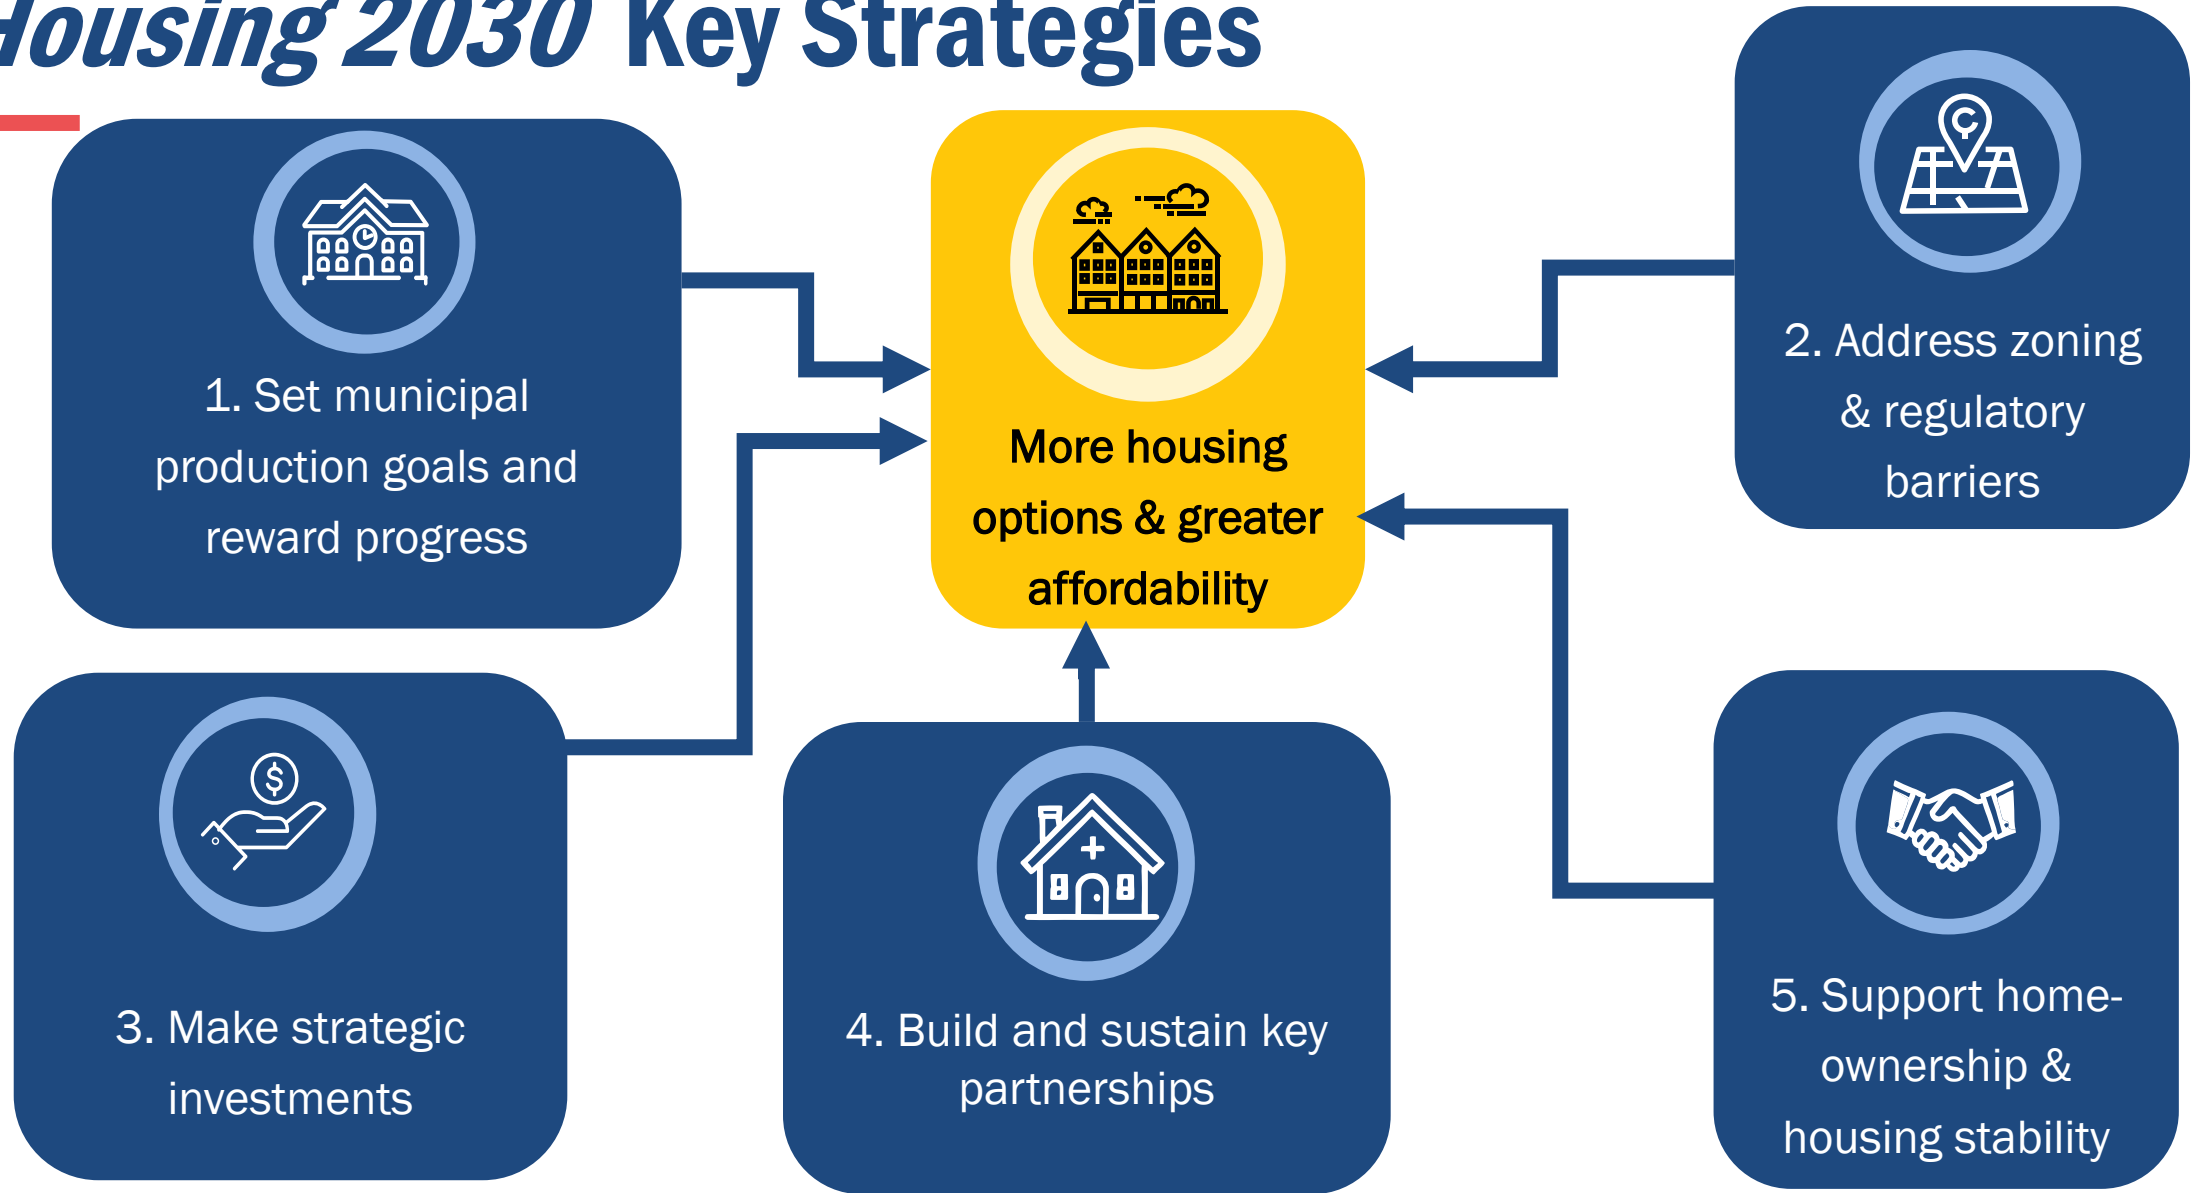 Housing 2030 Key Strategies
1. Set municipal
production goals and
reward progress
More housing
options & greater
affordability
2. Address zoning
& regulatory
barriers
3. Make strategic
investments
4. Build and sustain key
partnerships
5. Support home-
ownership &
housing stability